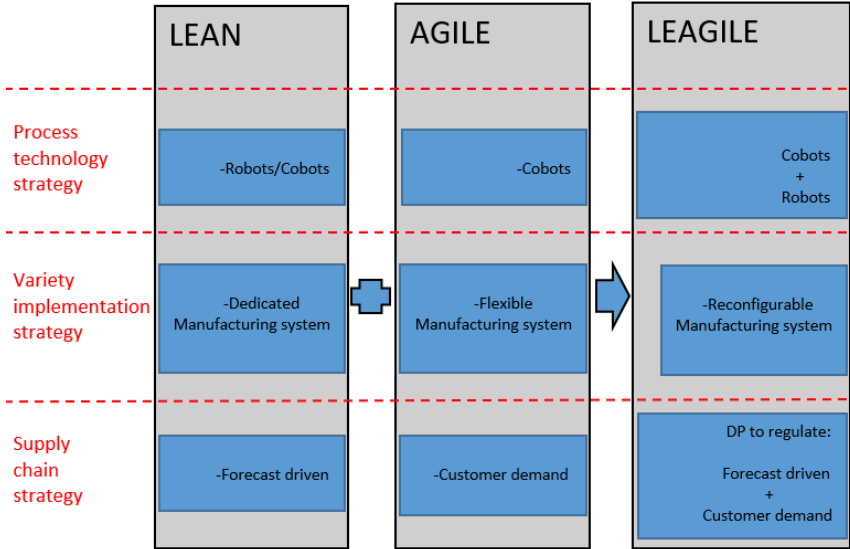 LEAN
AGILE
LEAGILE
Process
technology
strategy
-Robots/Cobots
-Cobots
Cobots
+
Robots
Variety
implementation
strategy
-Dedicated
Manufacturing system
-Flexible
Manufacturing system
-Reconfigurable
Manufacturing system
Supply
chain
strategy
-Forecast driven
-Customer demand
DP to regulate:
Forecast driven
+
Customer demand